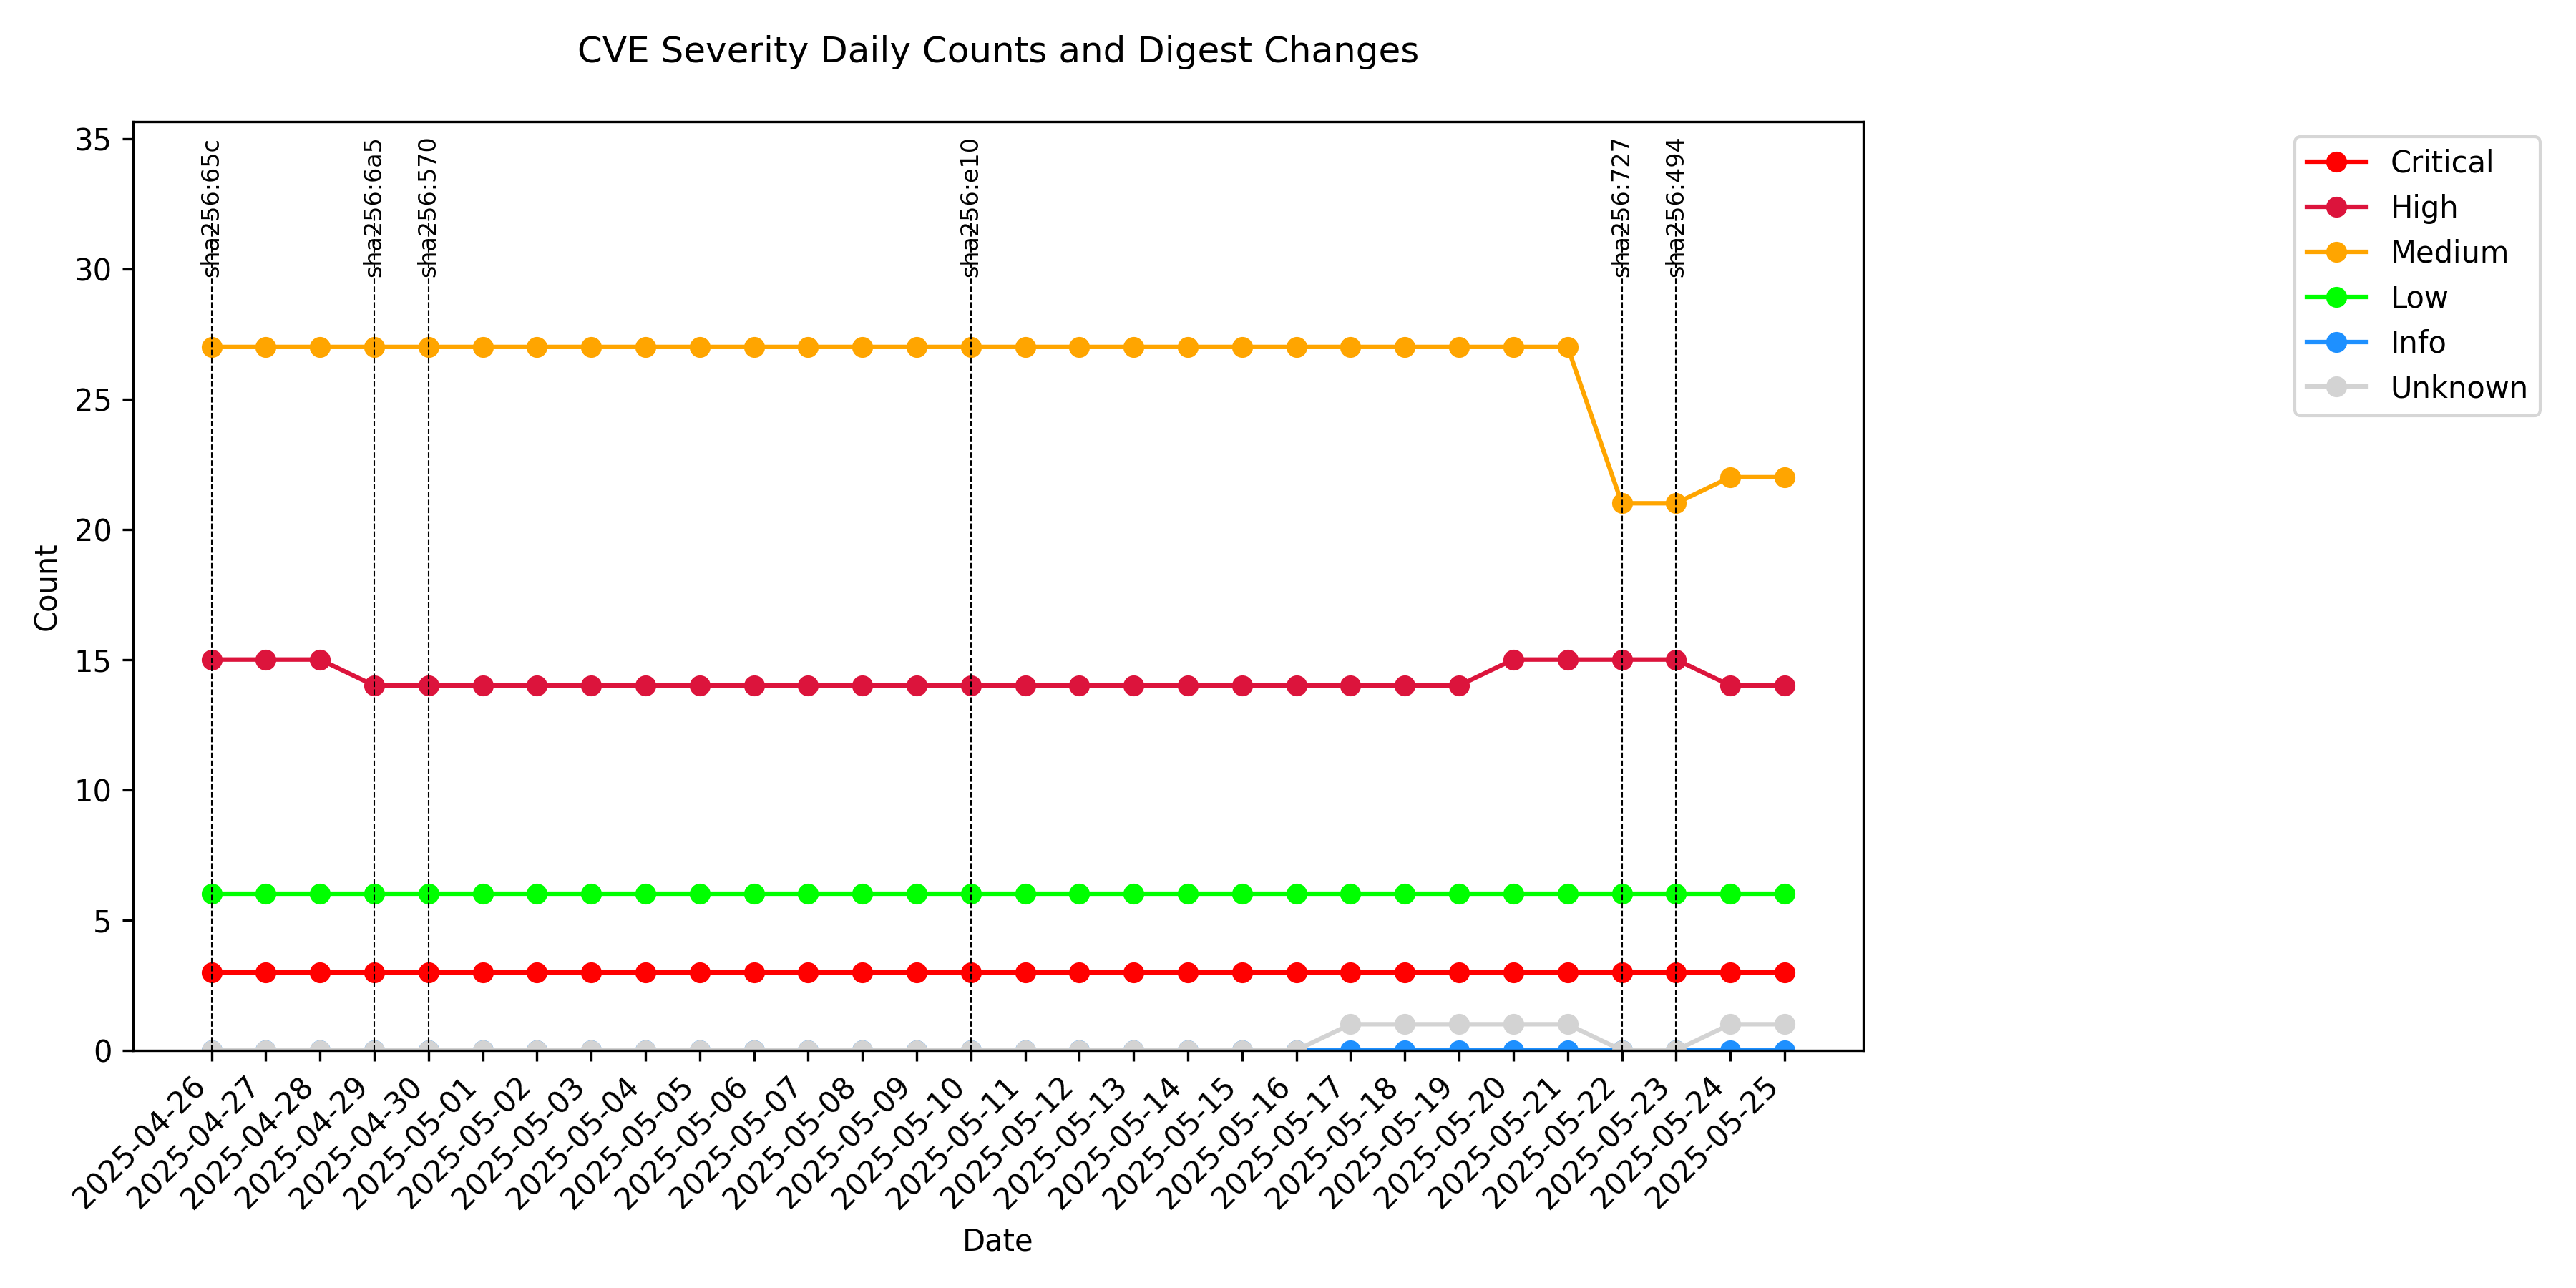 CVE Severity Daily Counts and Digest Changes
35
30
25
20
15
10
5
0
Count
sha256:65c
sha256:6a5
sha256:570
sha256:e10
sha256:727
sha256:494
2025-04-26
2025-04-27
2025-04-28
2025-04-29
2025-04-30
2025-05-01
2025-05-02
2025-05-03
2025-05-04
2025-05-05
2025-05-06
2025-05-07
2025-05-08
2025-05-09
2025-05-10
2025-05-11
2025-05-12
2025-05-13
2025-05-14
2025-05-15
2025-05-16
2025-05-17
2025-05-18
2025-05-19
2025-05-20
2025-05-21
2025-05-22
2025-05-23
2025-05-24
2025-05-25
Date
Critical
High
Medium
Low
Info
Unknown